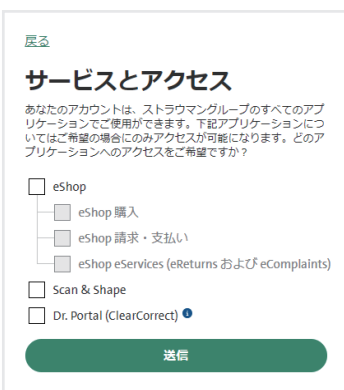 戻る
サービスとアクセス
あなたのアカウントは、ストラウマングループのすべてのアプ
リケーションでご使用ができます。下記アプリケーションにつ
いてはご希望の場合にのみアクセスが可能になります。どのア
プリケーションへのアクセスをご希望ですか？
eShop
eShop 購入
eShop 請求・支払い
eShop eServices (eReturns および eComplaints)
Scan & Shape
Dr. Portal (ClearCorrect)
送信